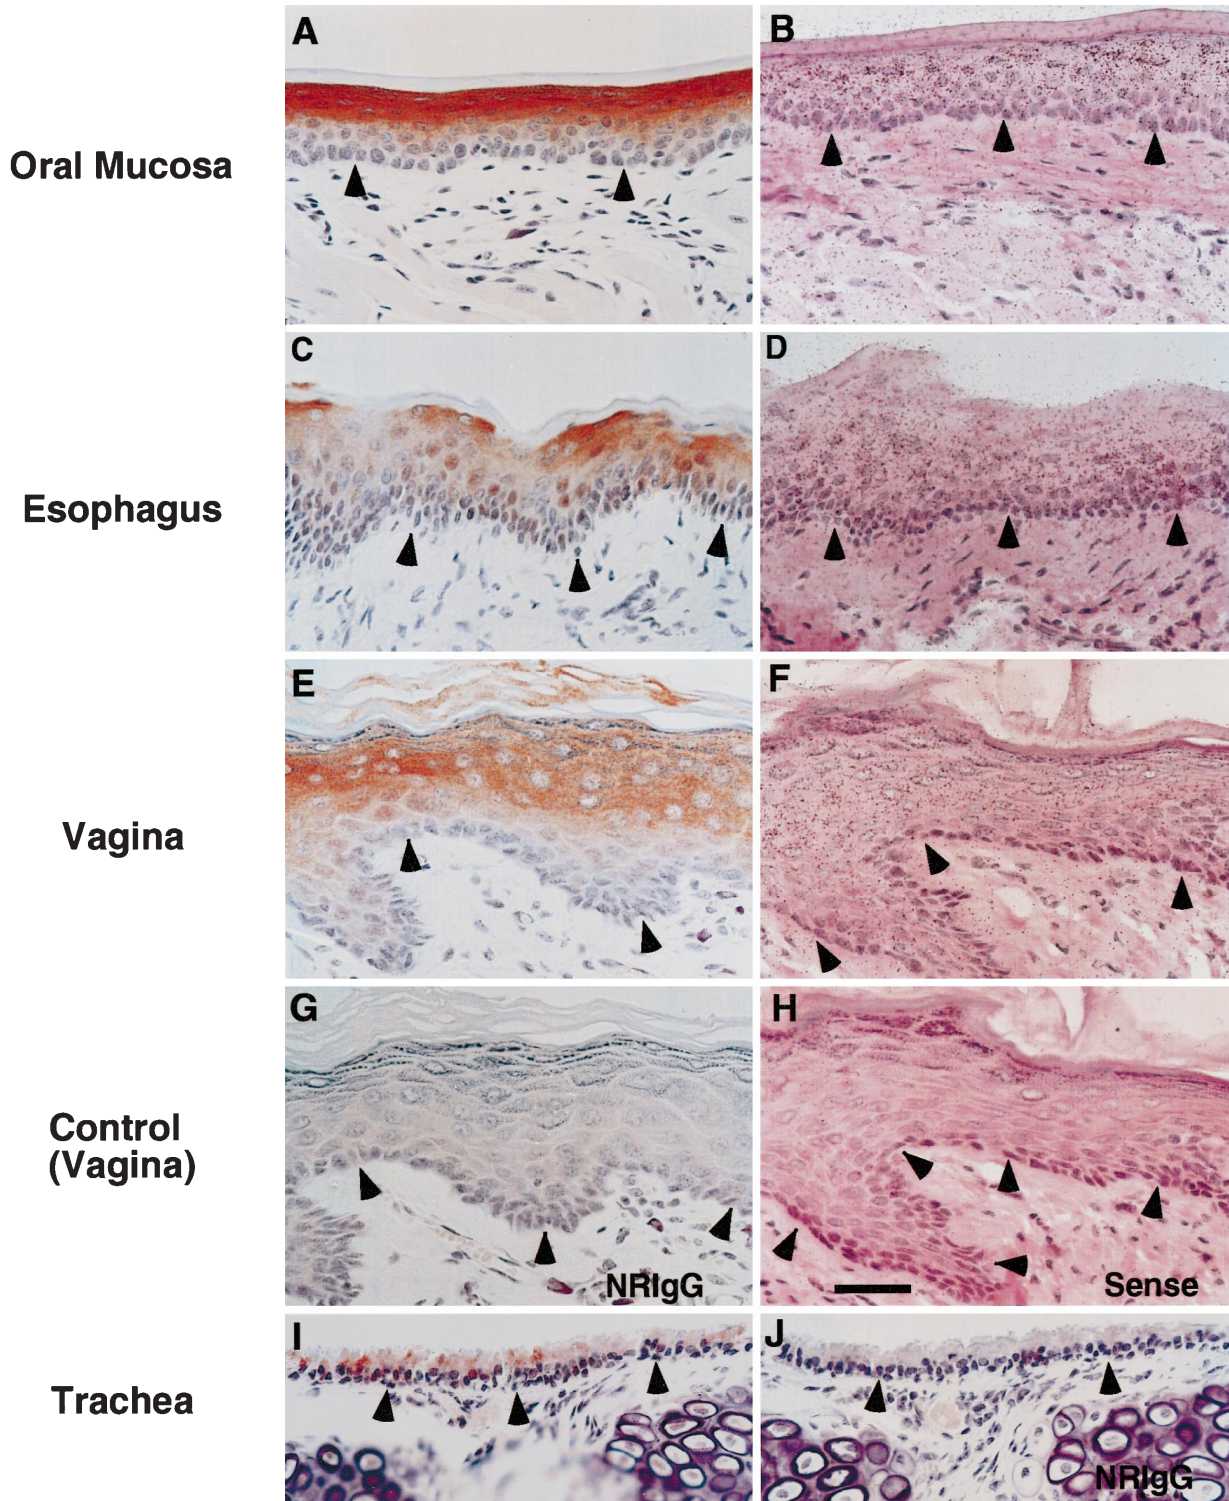 A
B
Oral Mucosa
C
D
Esophagus
E
F
Vagina
G
H
Control
(Vagina)
NRIgG
Sense
I
J
Trachea
NRIgG